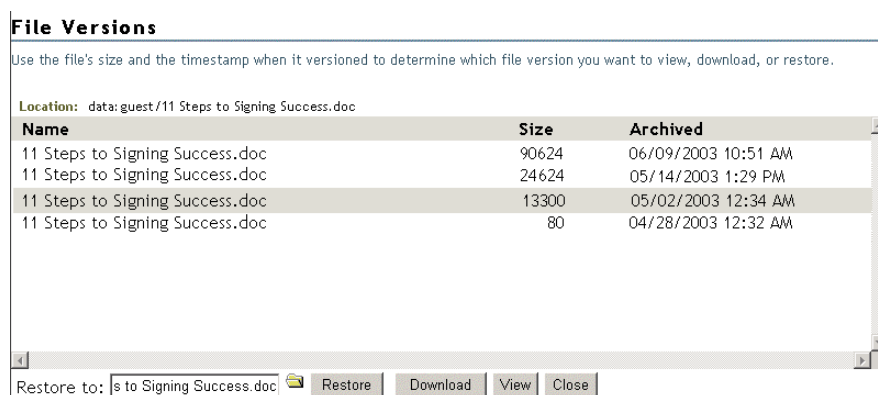 File Versions
Use the file's size and the timestamp when it versioned to determine which file version you want to view, download, or restore.
Location: data:guest/11 Steps to Signing Success.doc
Name Size Archived
11 Steps to Signing Success.doc 90624 06/09/2003 10:51 AM
11 Steps to Signing Success.doc 24624 05/14/2003 1:29 PM
11 Steps to Signing Success.doc 13300 05/02/2003 12:34 AM
11 Steps to Signing Success.doc 80 04/28/2003 12:32 AM
Restore to: s to Signing Success.doc Restore Download View Close